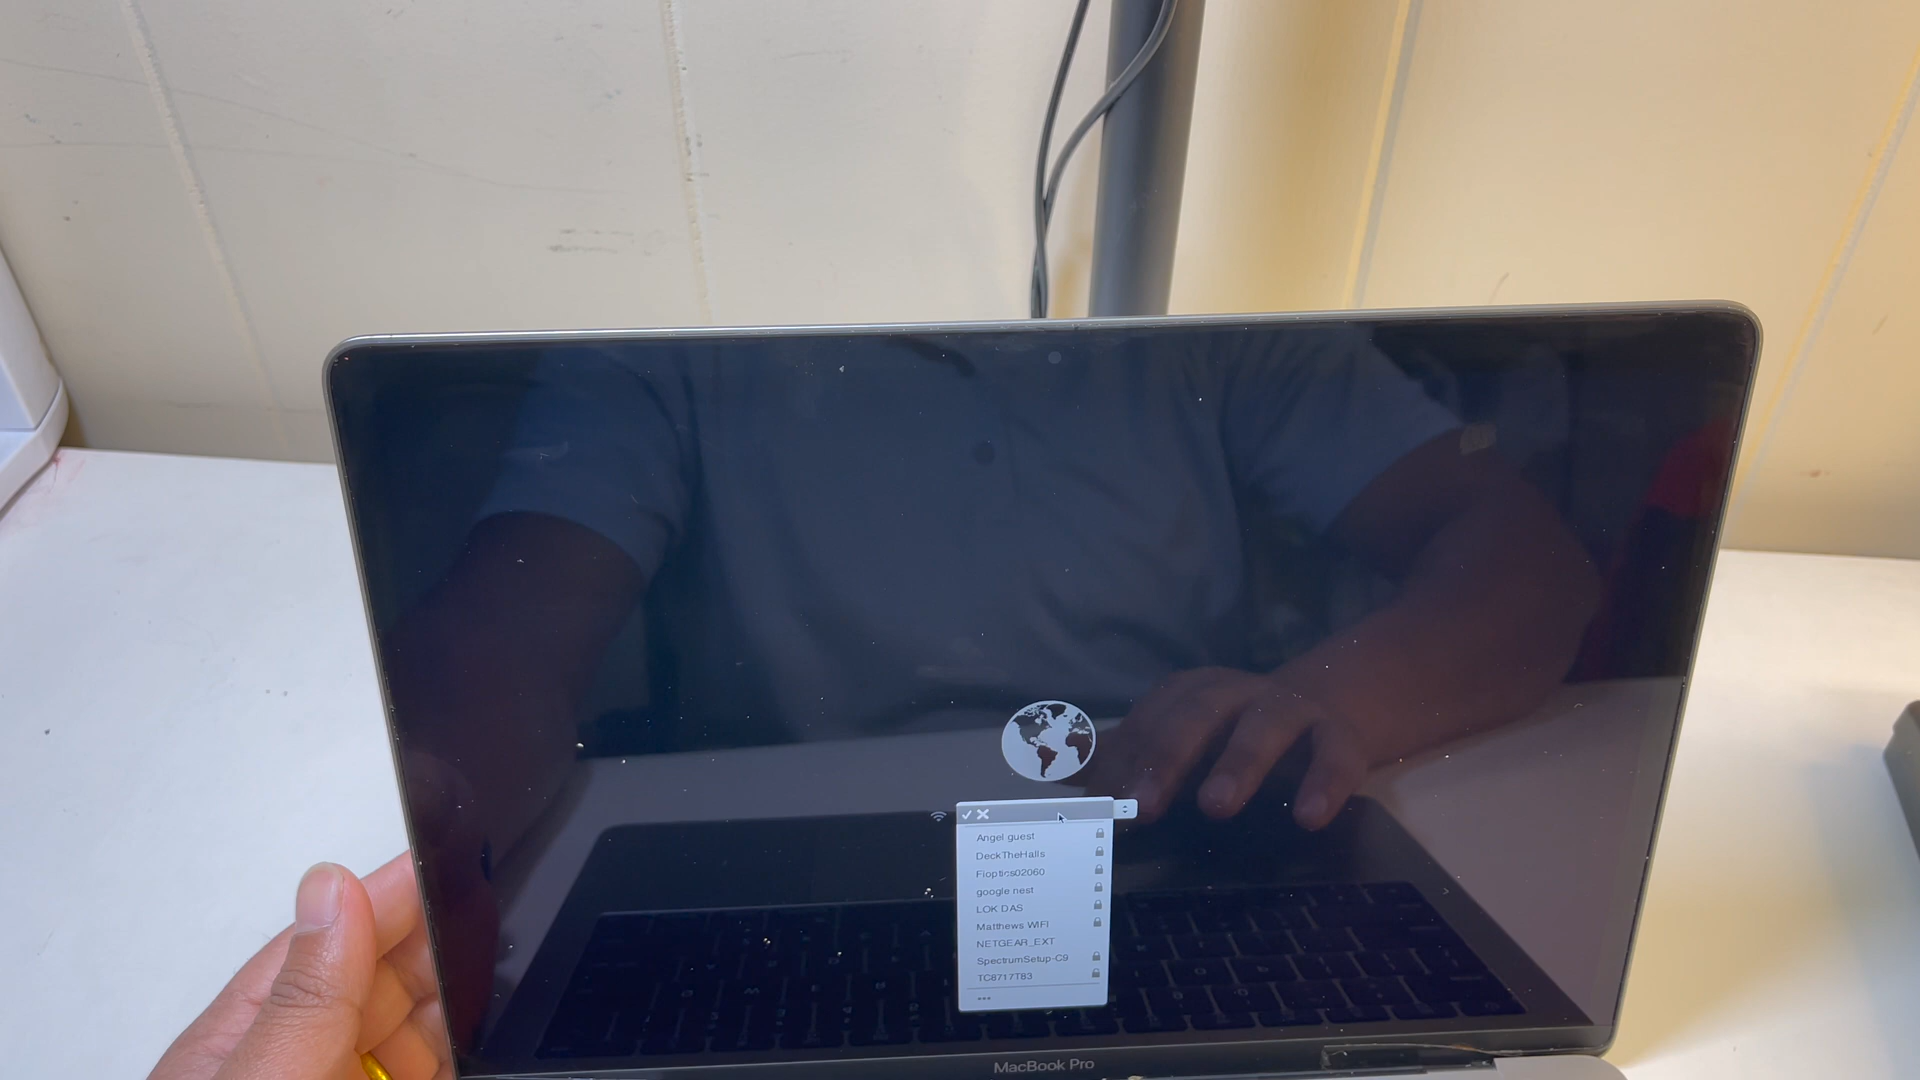 Angel guest
DeckTheHalls
Fioptics02060
google nest
LOK DAS
Matthews WIFI
NETGEAR_EXT
SpectrumSetup-C9
TC8717T83
...
MacBook Pro